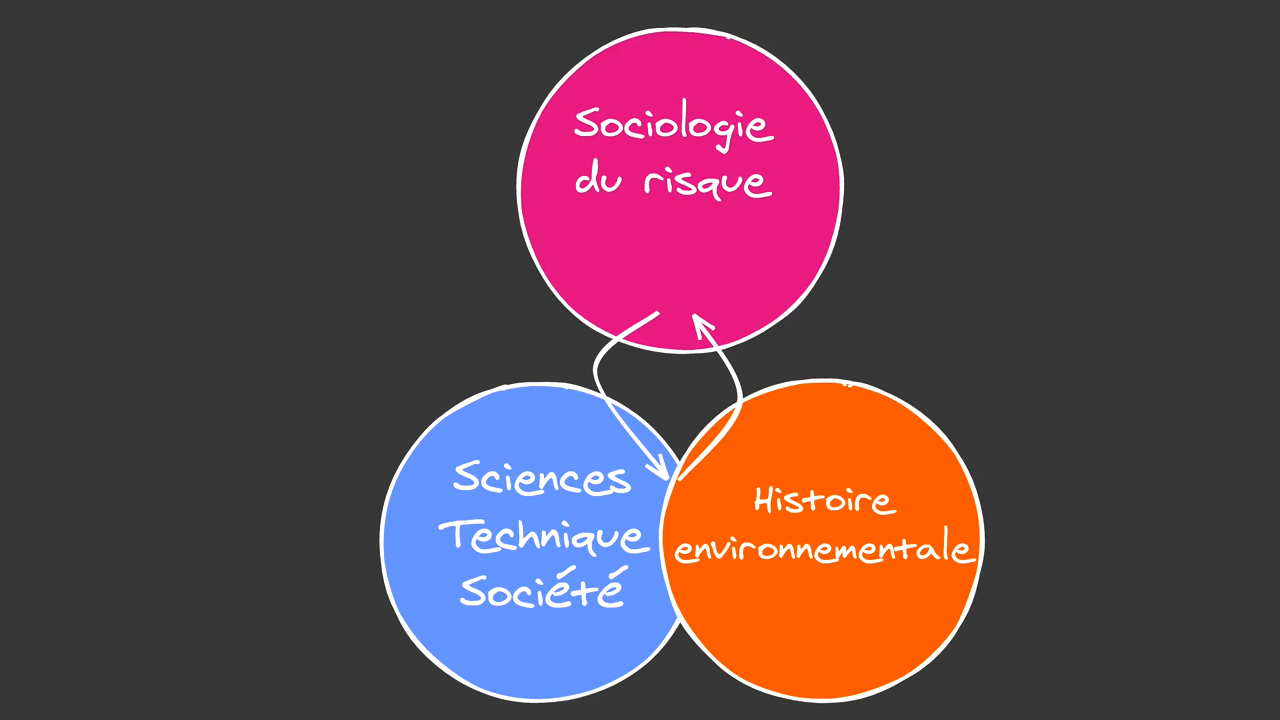 Sociologie
du risque
Sciences
Technique
Société
Histoire
environnementale